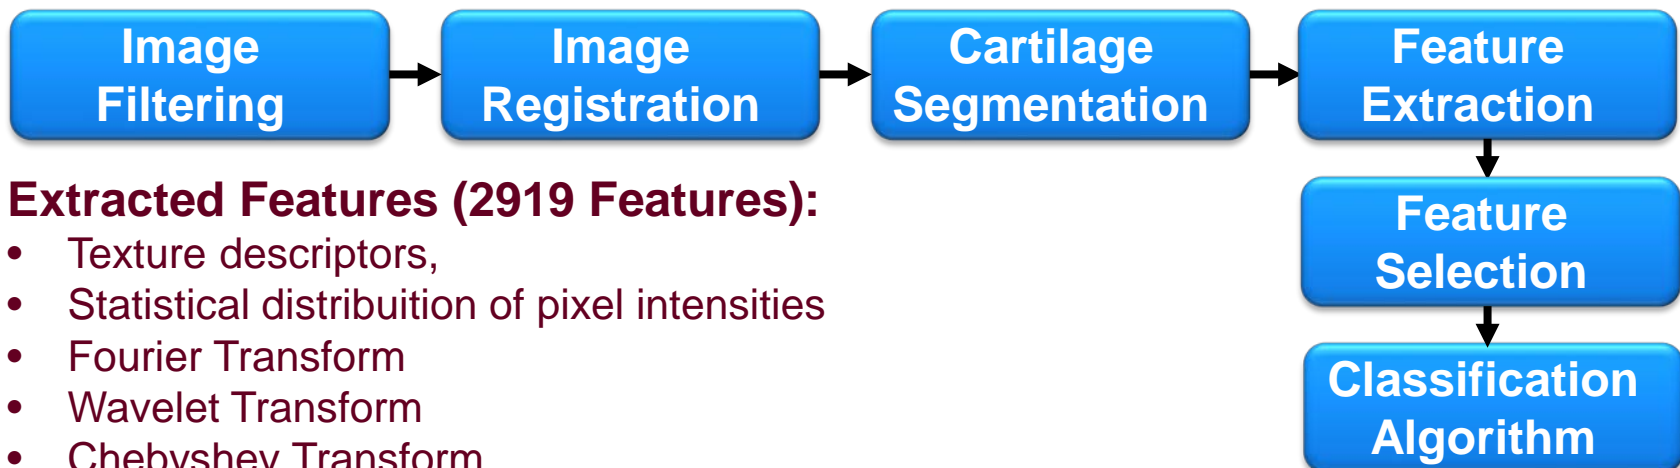 Image
Filtering
Image
Registration
Cartilage
Segmentation
Feature
Extraction
Feature
Selection
Classification
Algorithm
Extracted Features (2919 Features):
• Texture descriptors,
• Statistical distribuition of pixel intensities
• Fourier Transform
• Wavelet Transform
• Chebyshev Transform